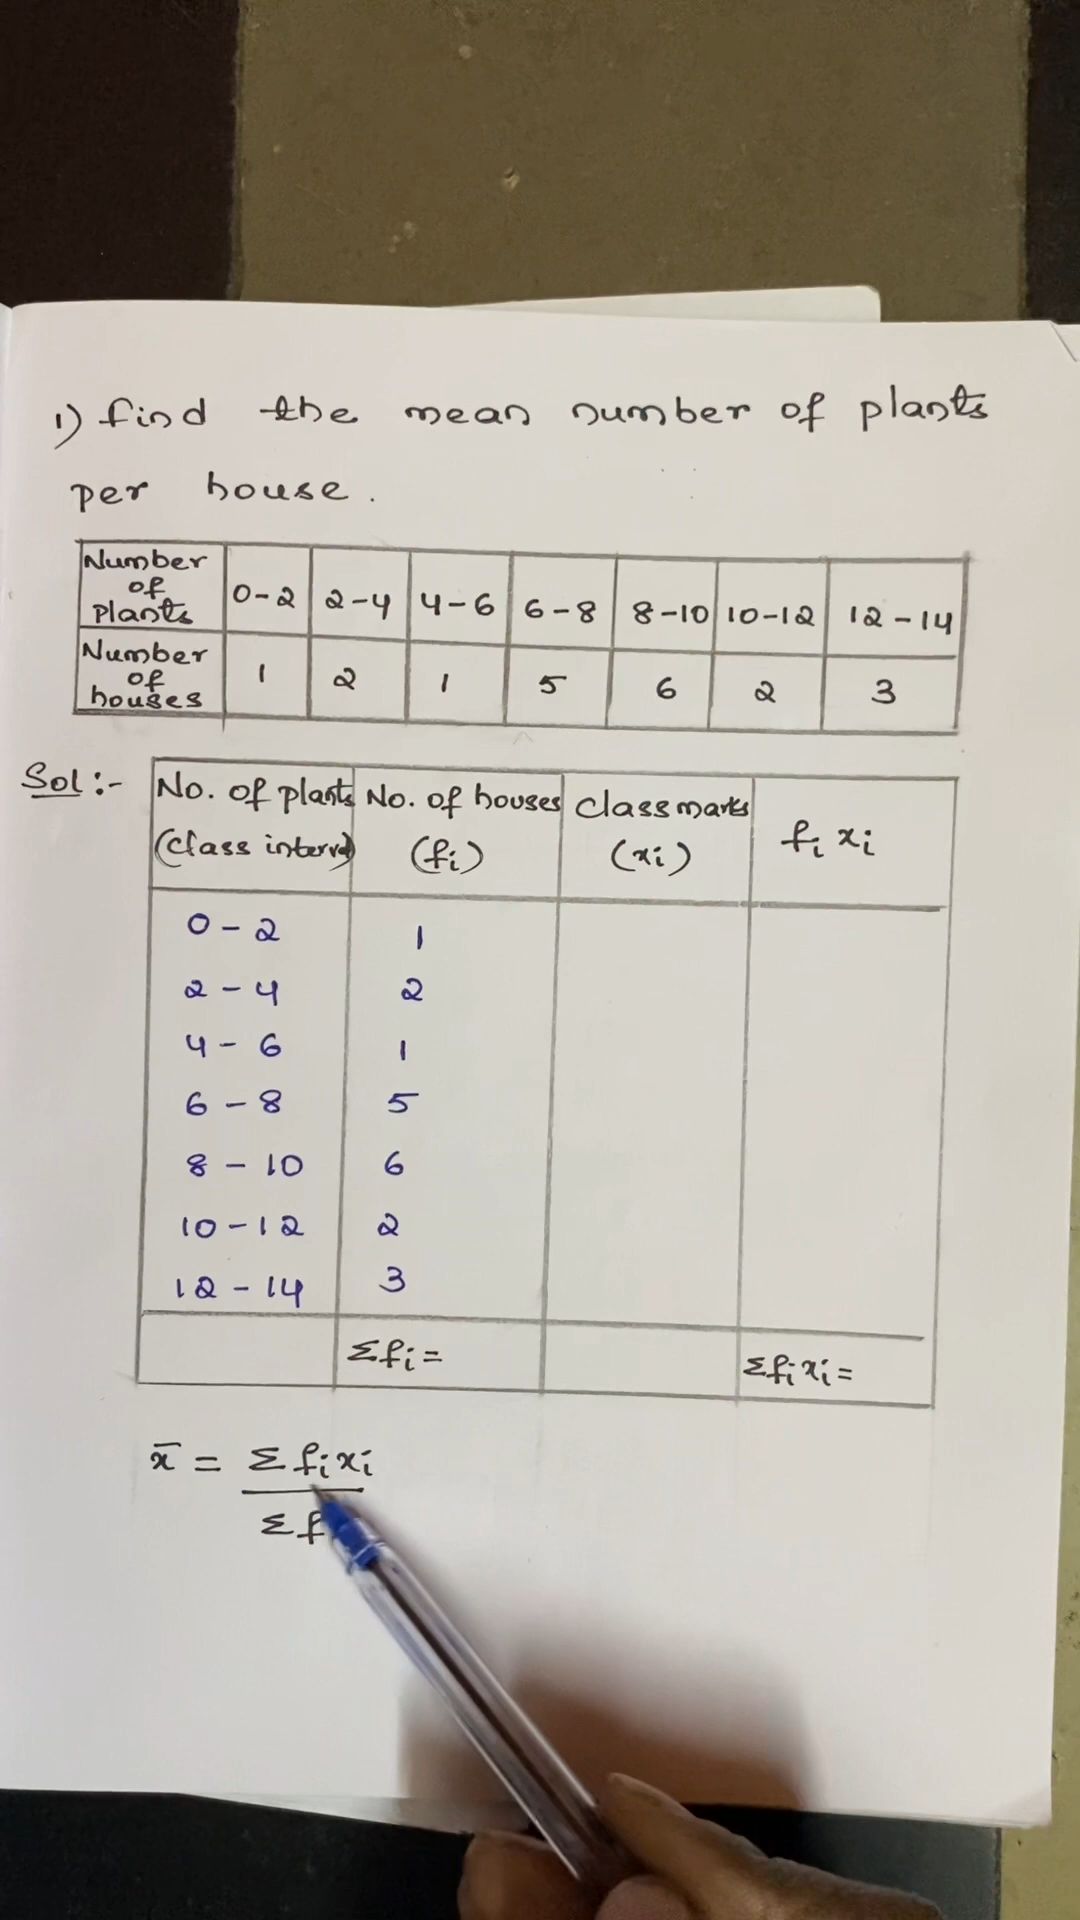 1) find the mean number of plants
per house.
Number of plants 0-2 2-4 4-6 6-8 8-10 10-12 12-14
Number of houses 1 2 1 5 6 2 3
Sol:-
No. of plants (class interval) No. of houses (fi) class marks (xi) fi xi
0-2 1
2-4 2
4-6 1
6-8 5
8-10 6
10-12 2
12-14 3
Σfi= Σfixi=
x̄ = Σfixi
Σf